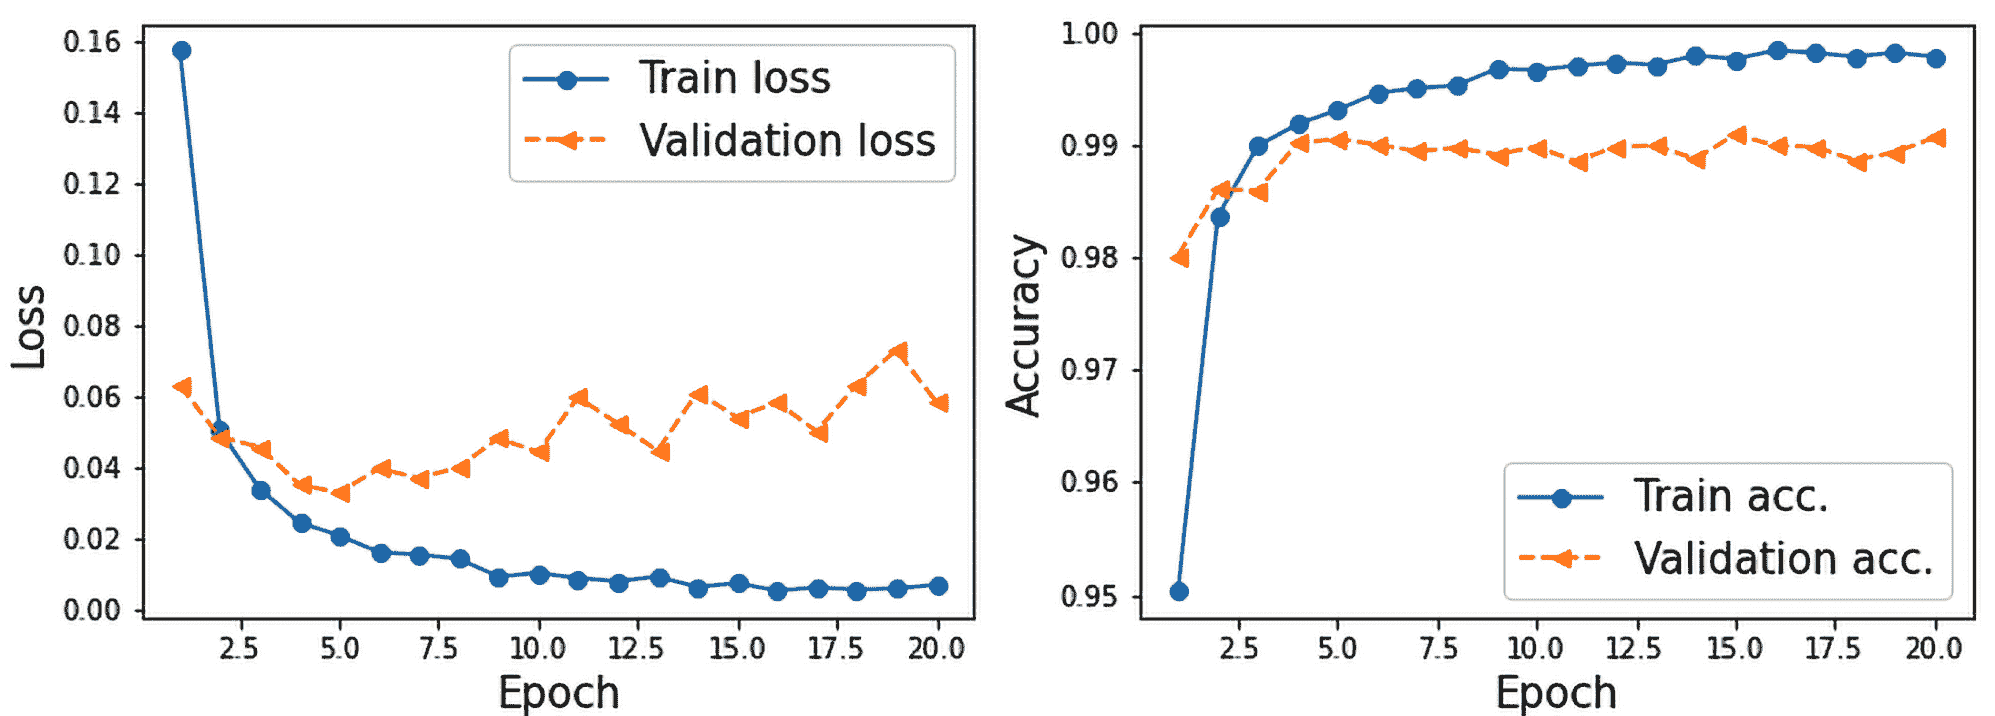 0.16
0.14
0.12
0.10
0.08
0.06
0.04
0.02
0.00
Loss
Train loss
Validation loss
2.5 5.0 7.5 10.0 12.5 15.0 17.5 20.0
Epoch
1.00
0.99
0.98
0.97
0.96
0.95
Accuracy
Train acc.
Validation acc.
2.5 5.0 7.5 10.0 12.5 15.0 17.5 20.0
Epoch